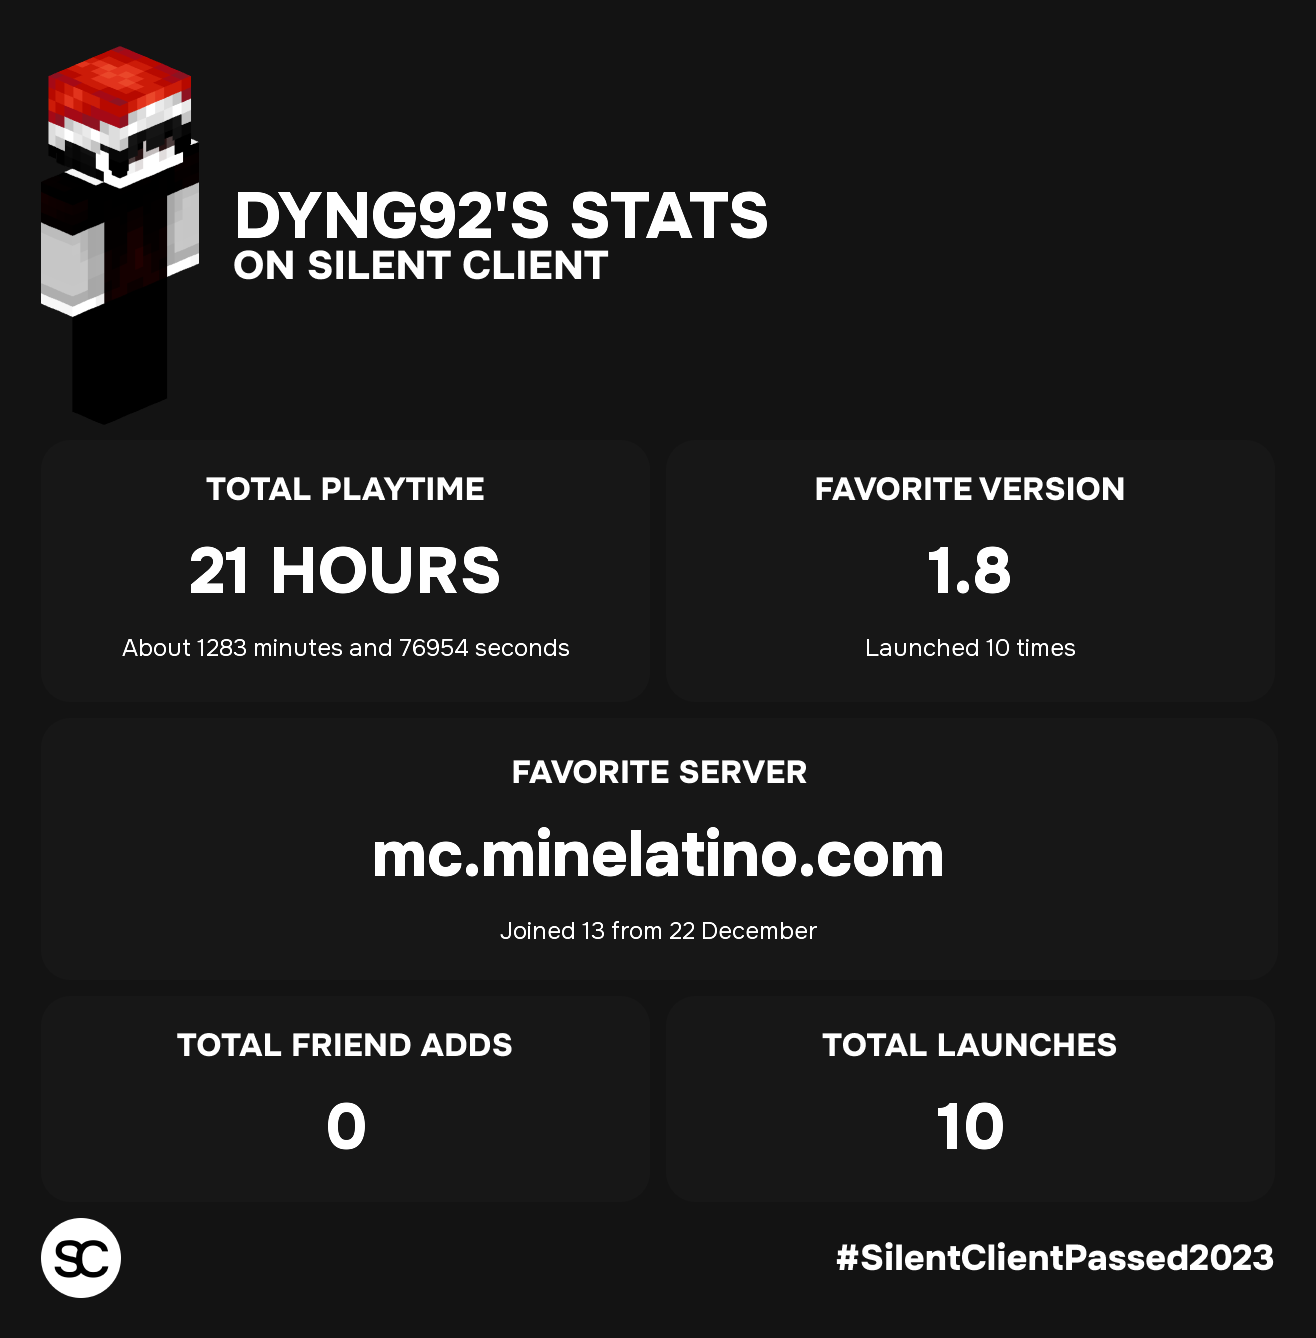 DYNG92'S STATS
ON SILENT CLIENT
TOTAL PLAYTIME
21 HOURS
About 1283 minutes and 76954 seconds
FAVORITE VERSION
1.8
Launched 10 times
FAVORITE SERVER
mc.minelatino.com
Joined 13 from 22 December
TOTAL FRIEND ADDS
0
TOTAL LAUNCHES
10
SC
#SilentClientPassed2023